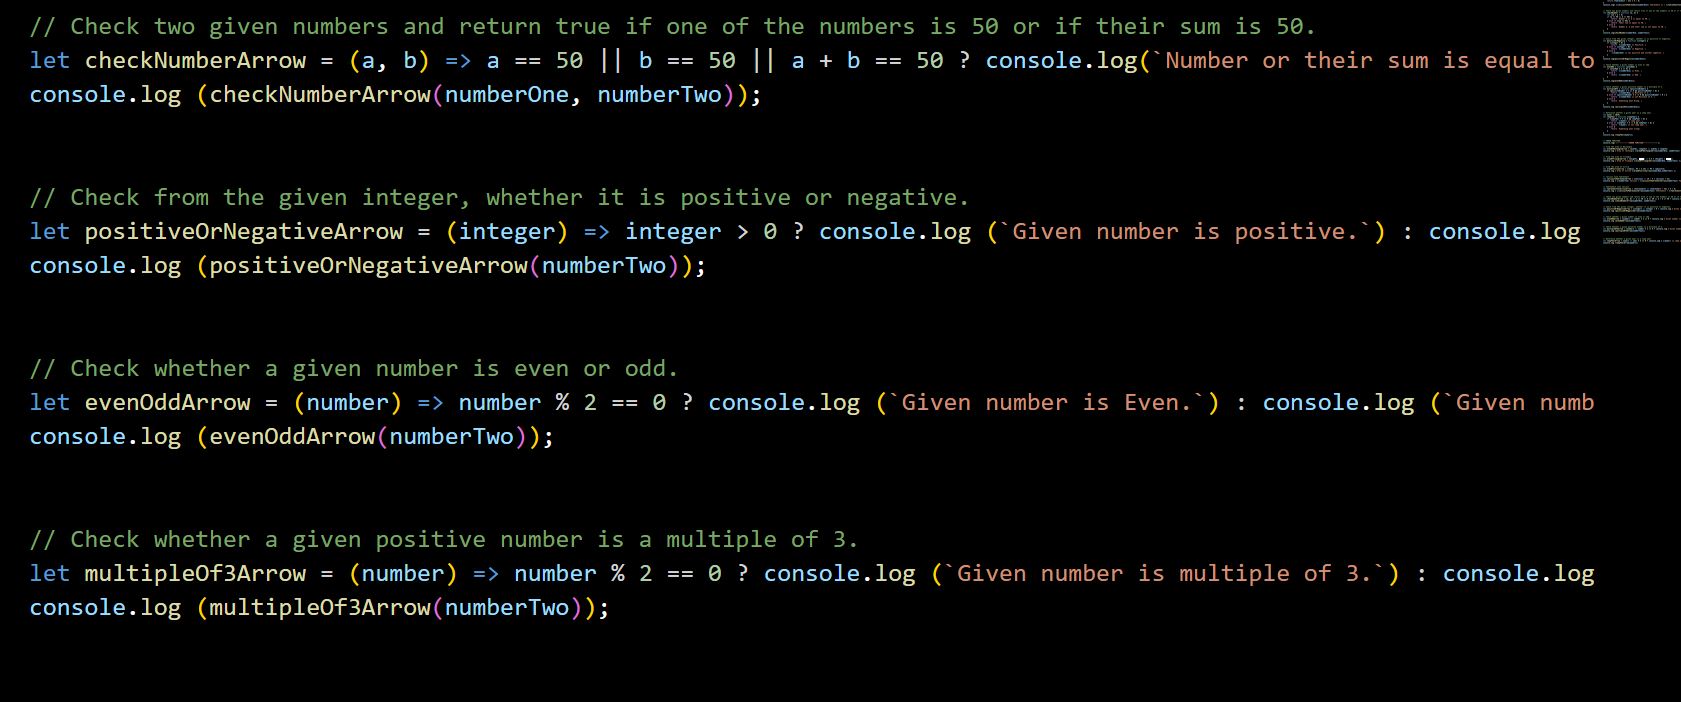 // Check two given numbers and return true if one of the numbers is 50 or if their sum is 50.
let checkNumberArrow = (a, b) => a == 50 || b == 50 || a + b == 50 ? console.log(`Number or their sum is equal to
console.log (checkNumberArrow(numberOne, numberTwo));
// Check from the given integer, whether it is positive or negative.
let positiveOrNegativeArrow = (integer) => integer > 0 ? console.log (`Given number is positive.`) : console.log
console.log (positiveOrNegativeArrow(numberTwo));
// Check whether a given number is even or odd.
let evenOddArrow = (number) => number % 2 == 0 ? console.log (`Given number is Even.`) : console.log (`Given numb
console.log (evenOddArrow(numberTwo));
// Check whether a given positive number is a multiple of 3.
let multipleOf3Arrow = (number) => number % 2 == 0 ? console.log (`Given number is multiple of 3.`) : console.log
console.log (multipleOf3Arrow(numberTwo));